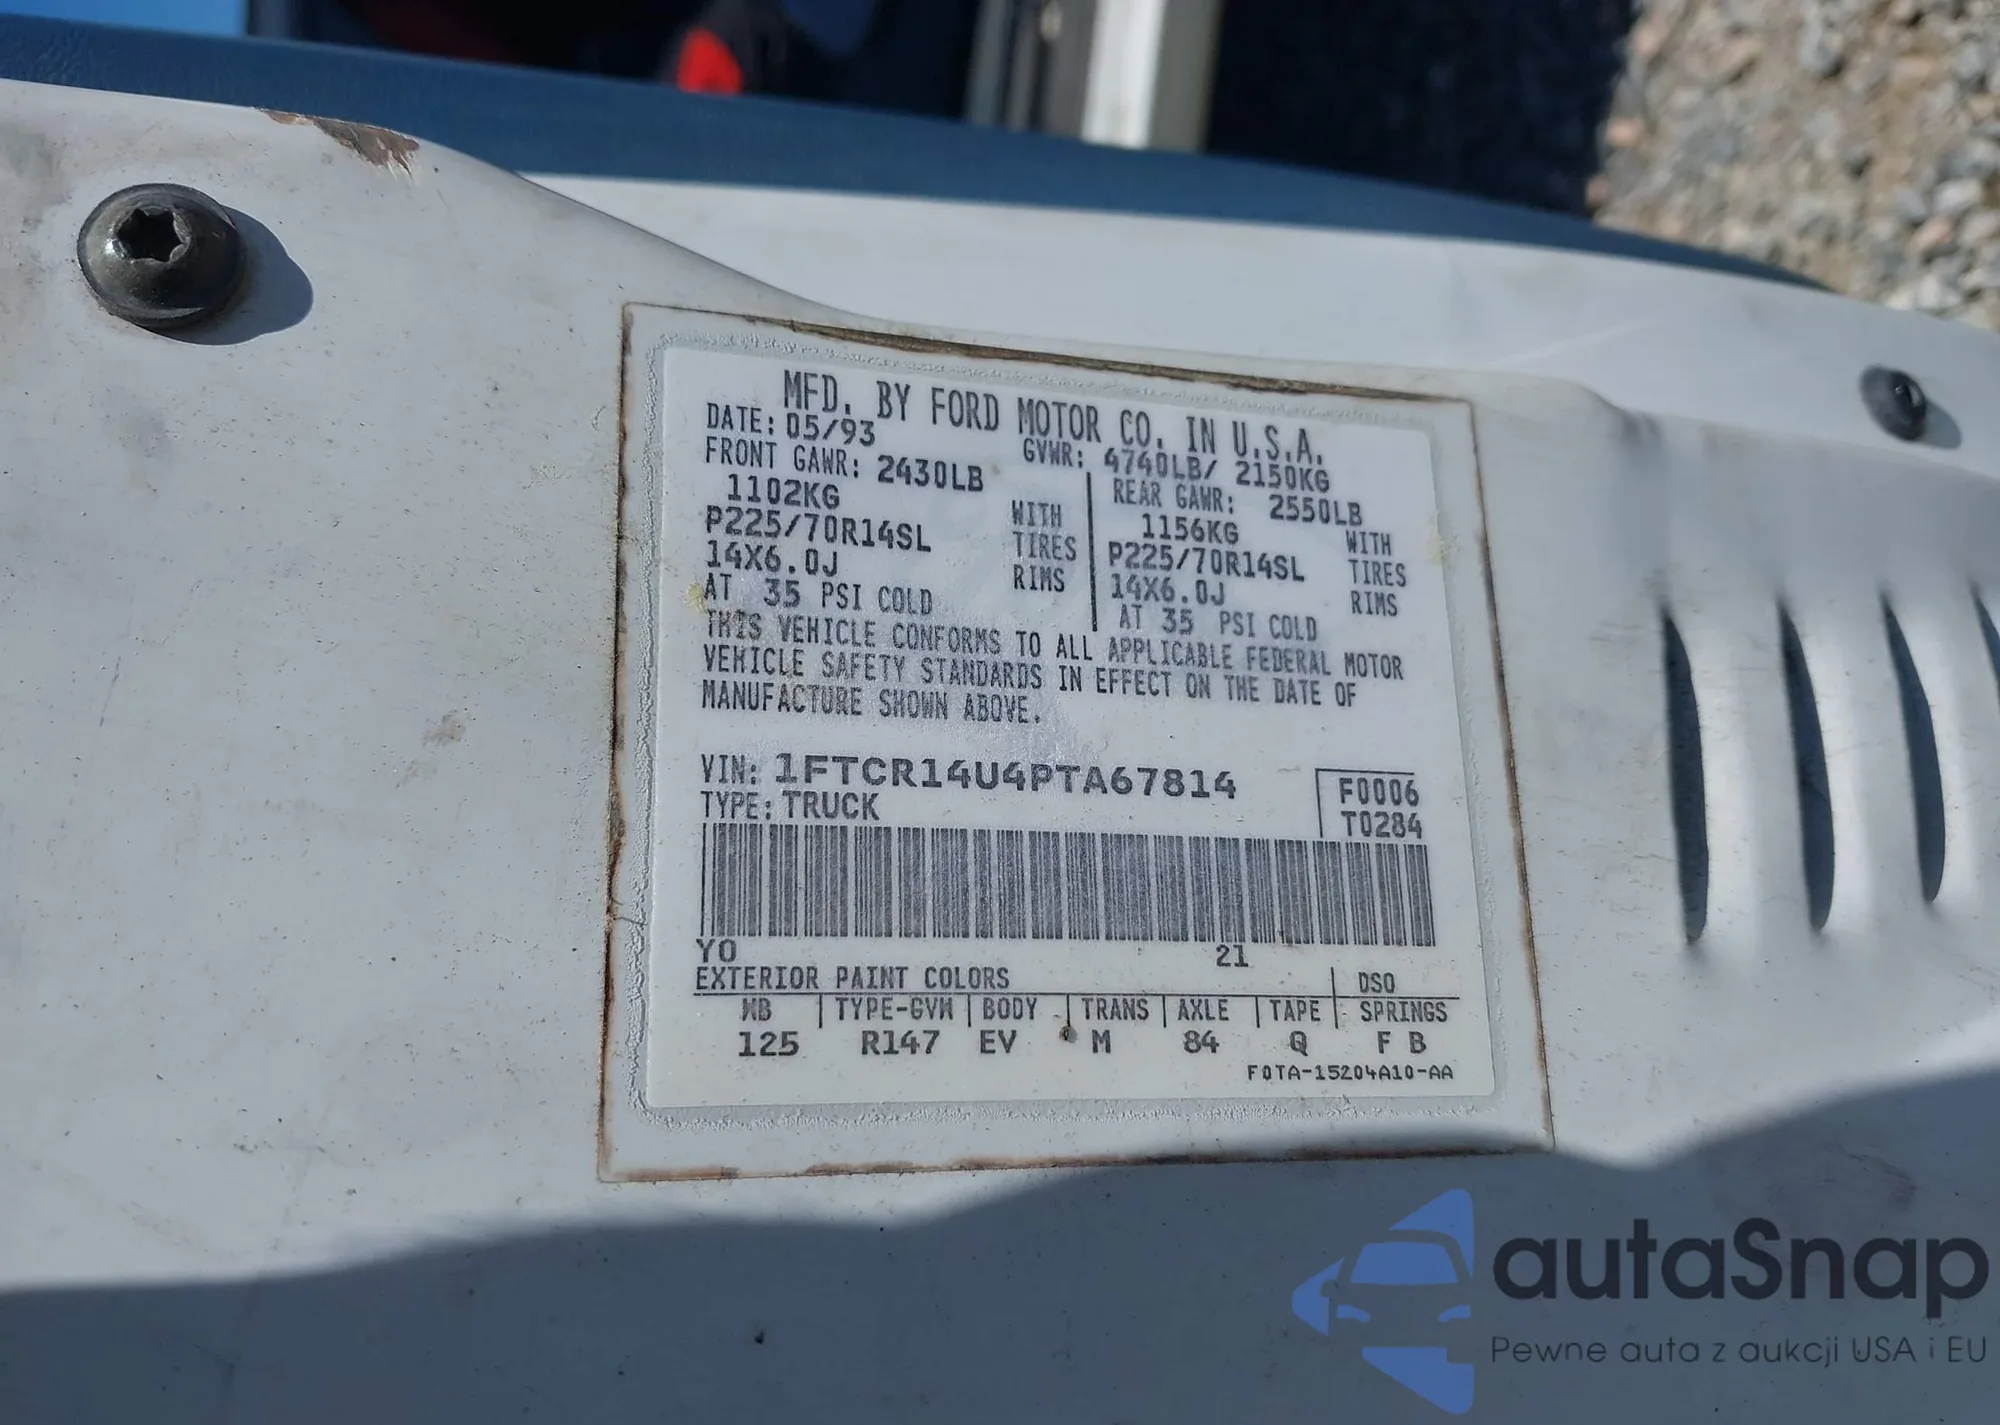 MFD. BY FORD MOTOR CO. IN U.S.A.
DATE: 05/93 GVWR: 4740LB/ 2150KG
FRONT GAWR: 2430LB REAR GAWR: 2550LB
1102KG WITH 1156KG WITH
P225/70R14SL TIRES P225/70R14SL TIRES
14X6.0J RIMS 14X6.0J RIMS
AT 35 PSI COLD AT 35 PSI COLD
THIS VEHICLE CONFORMS TO ALL APPLICABLE FEDERAL MOTOR
VEHICLE SAFETY STANDARDS IN EFFECT ON THE DATE OF
MANUFACTURE SHOWN ABOVE.
VIN: 1FTCR14U4PTA67814 F0006
TYPE: TRUCK T0284
YO 21
EXTERIOR PAINT COLORS DSO
WB TYPE-GVW BODY TRANS AXLE TAPE SPRINGS
125 R147 EV M 84 Q F B
F0TA-15204A10-AA
autaSnap
Pewne auta z aukcji USA i EU